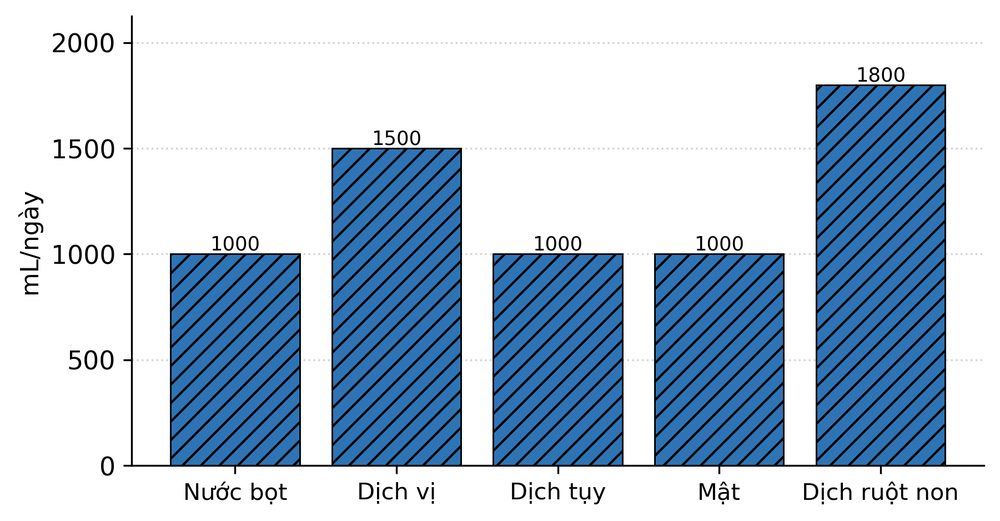 mL/ngày
2000
1500
1000
500
0
1000
1500
1000
1000
1800
Nước bọt
Dịch vị
Dịch tụy
Mật
Dịch ruột non